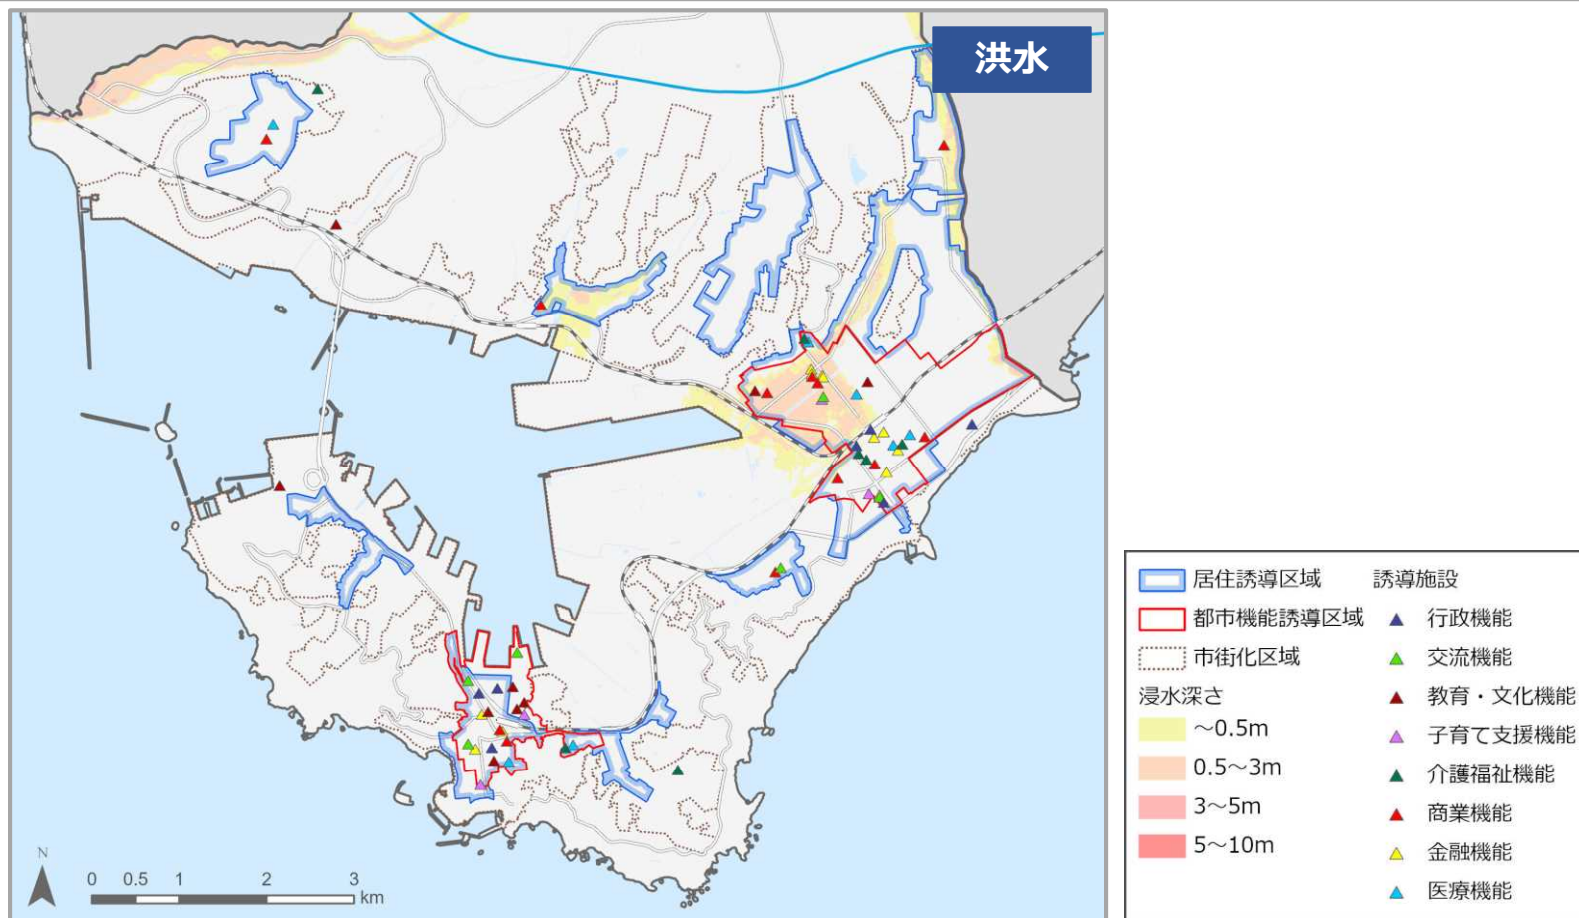 洪水
居住誘導区域
都市機能誘導区域
市街化区域
浸水深さ
～0.5m
0.5～3m
3～5m
5～10m
誘導施設
行政機能
交流機能
教育・文化機能
子育て支援機能
介護福祉機能
商業機能
金融機能
医療機能
N
0 0.5 1 2 3
km